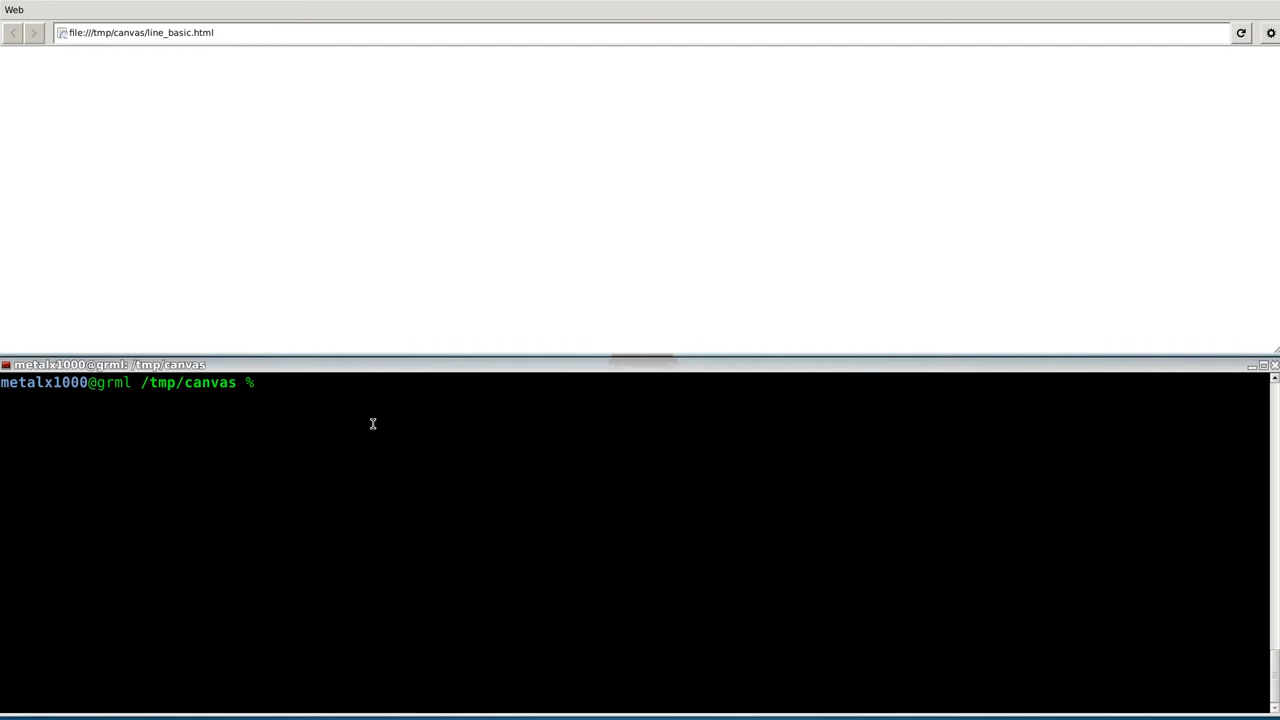 Web
file:///tmp/canvas/line_basic.html
metalx1000@grml: /tmp/canvas
metalx1000@grml /tmp/canvas %